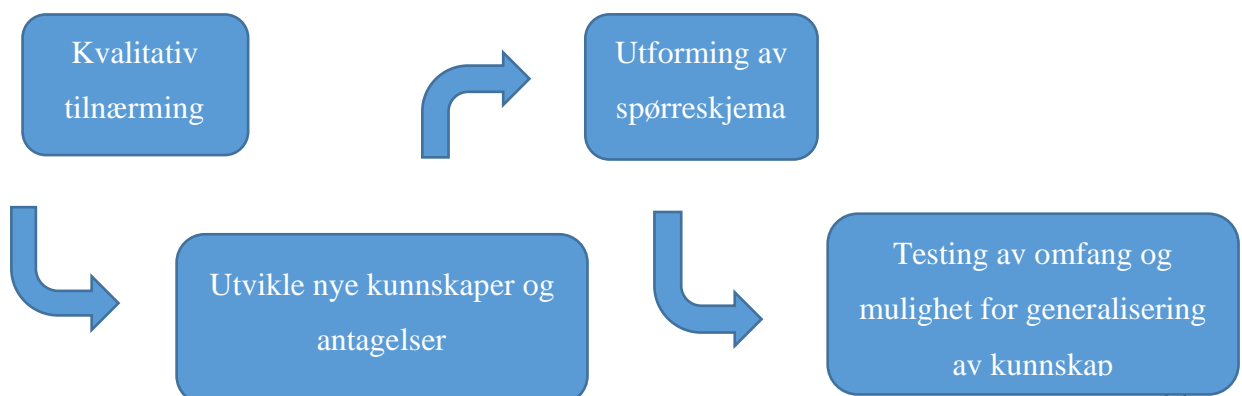 Kvalitativ
tilnærming
Utvikle nye kunnskaper og
antagelser
Utforming av
spørreskjema
Testing av omfang og
mulighet for generalisering
av kunnskap